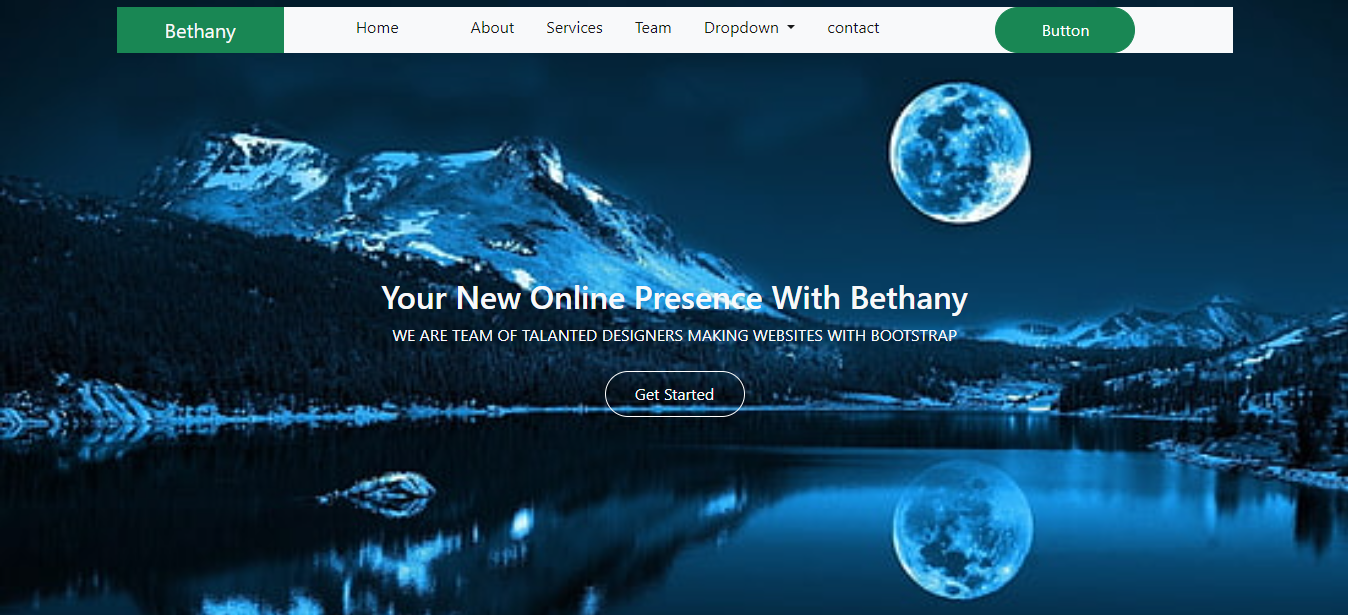 Bethany Home About Services Team Dropdown contact Button
Your New Online Presence With Bethany
WE ARE TEAM OF TALANTED DESIGNERS MAKING WEBSITES WITH BOOTSTRAP
Get Started